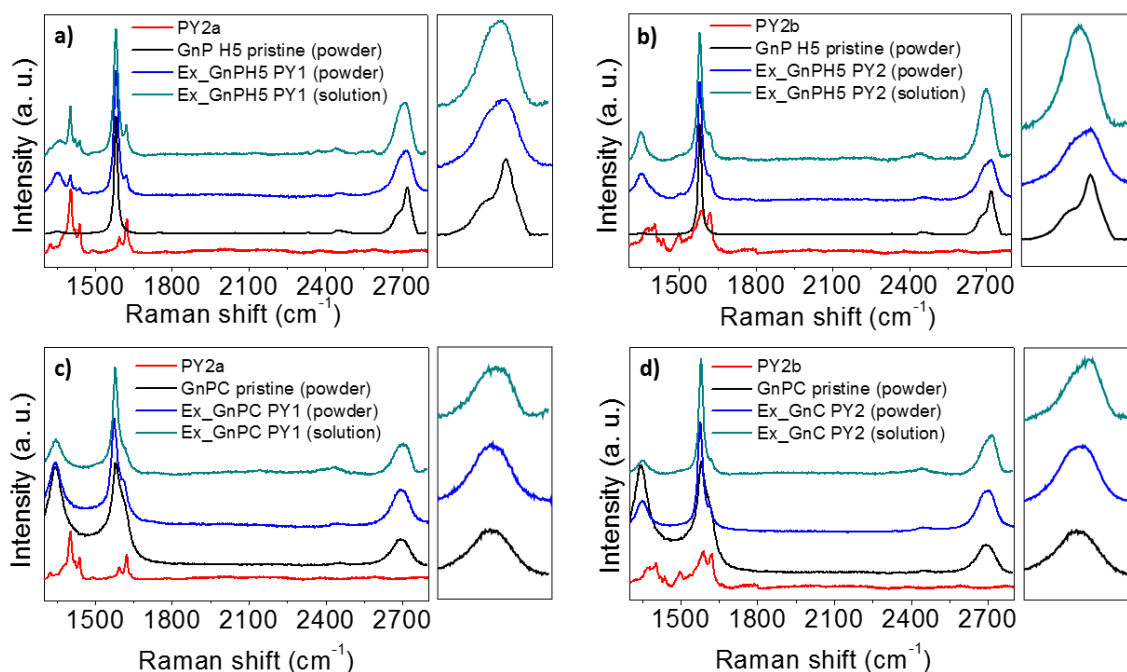 a)
PY2a
GnP H5 pristine (powder)
Ex_GnPH5 PY1 (powder)
Ex_GnPH5 PY1 (solution)
Intensity (a. u.)
1500 1800 2100 2400 2700
Raman shift (cm⁻¹)
b)
PY2b
GnP H5 pristine (powder)
Ex_GnPH5 PY2 (powder)
Ex_GnPH5 PY2 (solution)
Intensity (a. u.)
1500 1800 2100 2400 2700
Raman shift (cm⁻¹)
c)
PY2a
GnPC pristine (powder)
Ex_GnPC PY1 (powder)
Ex_GnPC PY1 (solution)
Intensity (a. u.)
1500 1800 2100 2400 2700
Raman shift (cm⁻¹)
d)
PY2b
GnPC pristine (powder)
Ex_GnC PY2 (powder)
Ex_GnC PY2 (solution)
Intensity (a. u.)
1500 1800 2100 2400 2700
Raman shift (cm⁻¹)